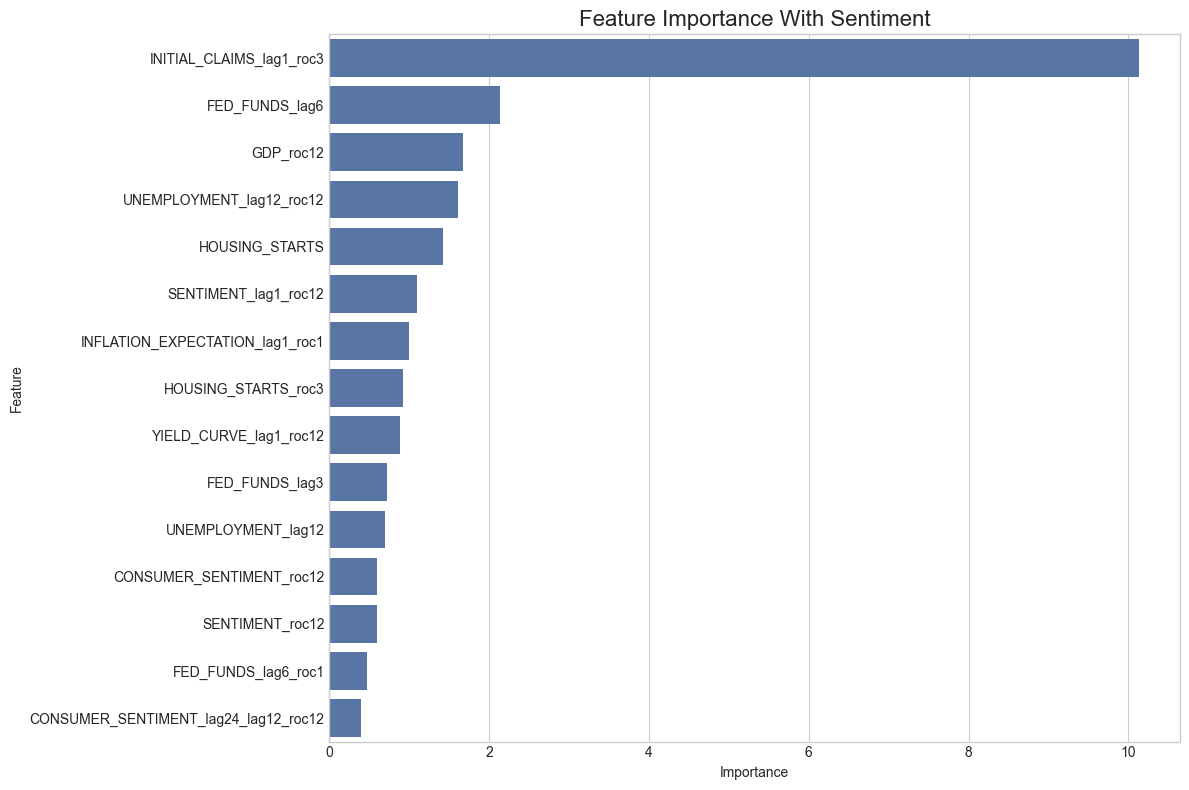 Feature Importance With Sentiment
INITIAL_CLAIMS_lag1_roc3
FED_FUNDS_lag6
GDP_roc12
UNEMPLOYMENT_lag12_roc12
HOUSING_STARTS
SENTIMENT_lag1_roc12
INFLATION_EXPECTATION_lag1_roc1
HOUSING_STARTS_roc3
YIELD_CURVE_lag1_roc12
FED_FUNDS_lag3
UNEMPLOYMENT_lag12
CONSUMER_SENTIMENT_roc12
SENTIMENT_roc12
FED_FUNDS_lag6_roc1
CONSUMER_SENTIMENT_lag24_lag12_roc12
Feature
0 2 4 6 8 10
Importance